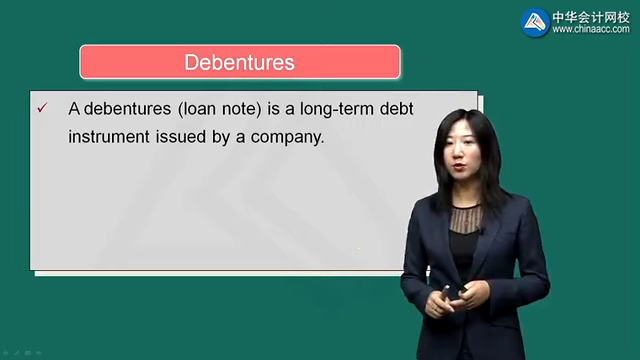 中华会计网校
www.chinaacc.com
Debentures
A debentures (loan note) is a long-term debt
instrument issued by a company.